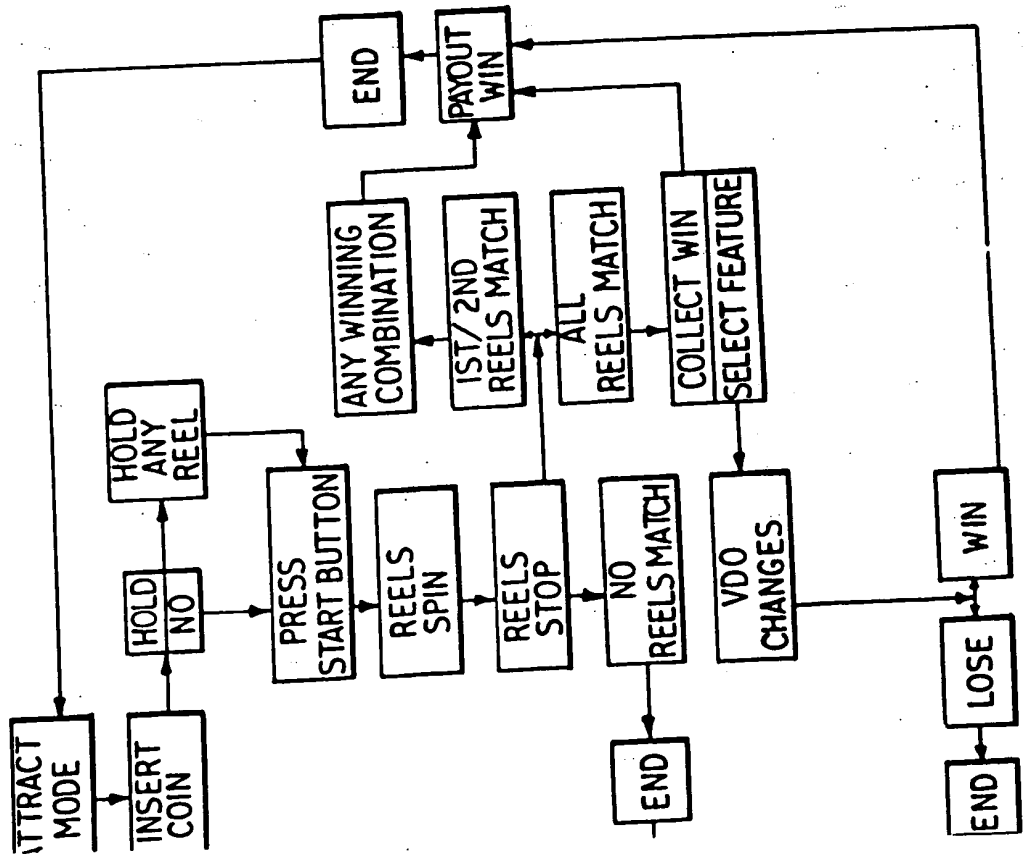 ATTRACT
MODE
INSERT
COIN
HOLD
NO
HOLD
ANY
REEL
PRESS
START BUTTON
REELS
SPIN
REELS
STOP
NO
REELS MATCH
END
1ST/2ND
REELS MATCH
ANY WINNING
COMBINATION
ALL
REELS MATCH
COLLECT WIN
SELECT FEATURE
PAYOUT
WIN
END
VDO
CHANGES
WIN
LOSE
END